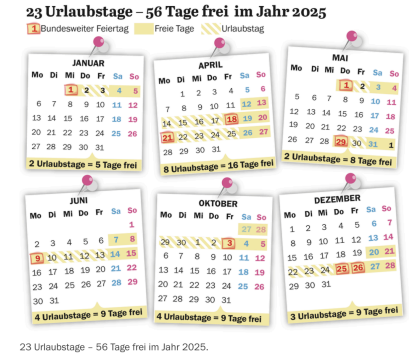 23 Urlaubstage – 56 Tage frei im Jahr 2025
1 Bundesweiter Feiertag Freie Tage Urlaubstag
JANUAR
Mo Di Mi Do Fr Sa So
1 2 3 4 5
6 7 8 9 10 11 12
13 14 15 16 17 18 19
20 21 22 23 24 25 26
27 28 29 30 31
2 Urlaubstage = 5 Tage frei
APRIL
Mo Di Mi Do Fr Sa So
1 2 3 4 5 6
7 8 9 10 11 12 13
14 15 16 17 18 19 20
21 22 23 24 25 26 27
28 29 30 31
8 Urlaubstage = 16 Tage frei
MAI
Mo Di Mi Do Fr Sa So
1 2 3 4
5 6 7 8 9 10 11
12 13 14 15 16 17 18
19 20 21 22 23 24 25
26 27 28 29 30 31 1
2 Urlaubstage = 8 Tage frei
JUNI
Mo Di Mi Do Fr Sa So
1
2 3 4 5 6 7 8
9 10 11 12 13 14 15
16 17 18 19 20 21 22
23 24 25 26 27 28 29
30 31
4 Urlaubstage = 9 Tage frei
OKTOBER
Mo Di Mi Do Fr Sa So
27 28
29 30 1 2 3 4 5
6 7 8 9 10 11 12
13 14 15 16 17 18 19
20 21 22 23 24 25 26
27 28 29 30 31
4 Urlaubstage = 9 Tage frei
DEZEMBER
Mo Di Mi Do Fr Sa So
1 2 3 4 5 6 7
8 9 10 11 12 13 14
15 16 17 18 19 20 21
22 23 24 25 26 27 28
29 30 31
3 Urlaubstage = 9 Tage frei
23 Urlaubstage – 56 Tage frei im Jahr 2025.